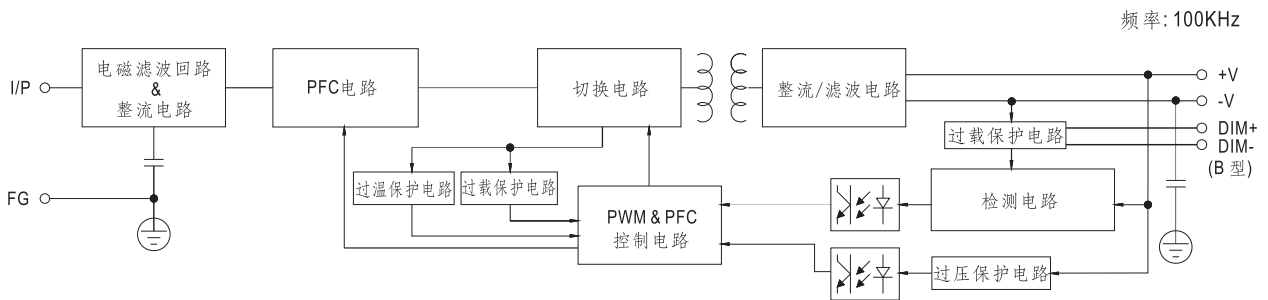 频率: 100KHz
I/P
电磁滤波回路
&
整流电路
PFC电路
切换电路
整流/滤波电路
+V
-V
过载保护电路
DIM+
DIM-
(B 型)
过温保护电路
过载保护电路
检测电路
FG
PWM & PFC
控制电路
过压保护电路